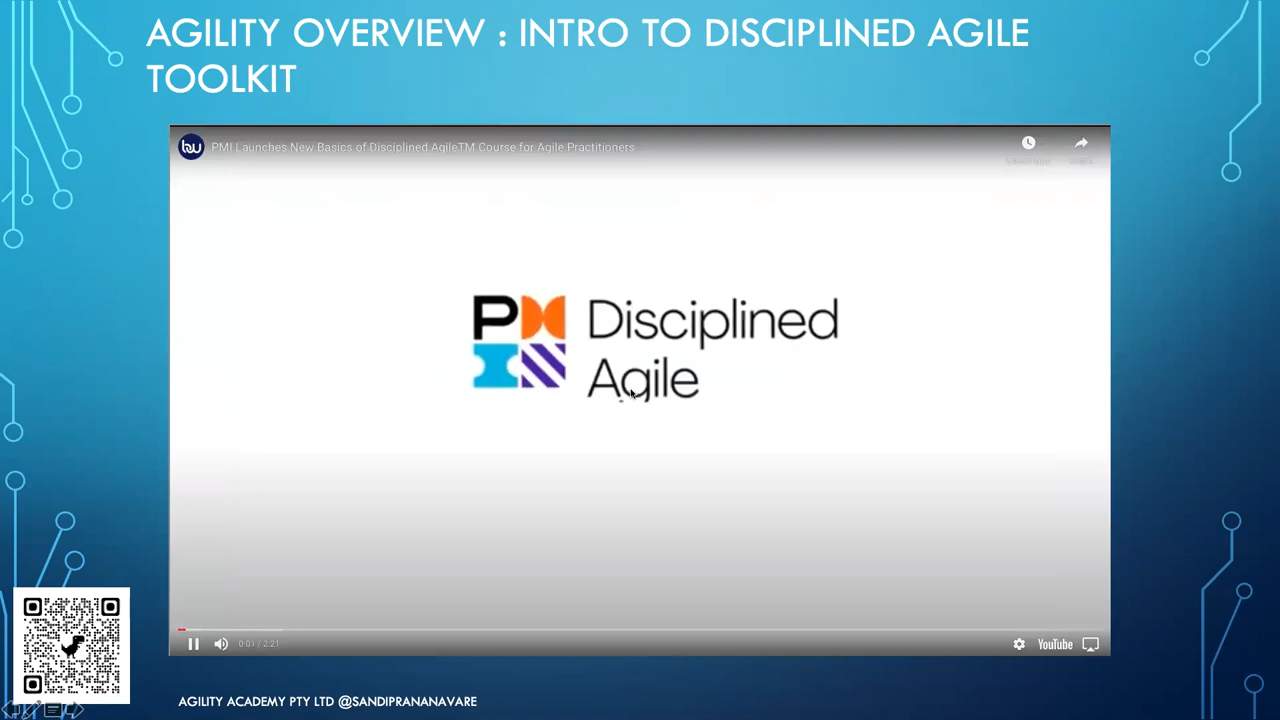 AGILITY OVERVIEW : INTRO TO DISCIPLINED AGILE
TOOLKIT
PMI Launches New Basics of Disciplined AgileTM Course for Agile Practitioners
Disciplined
Agile
0:01 / 2:21
YouTube
AGILITY ACADEMY PTY LTD @SANDIPRANANAVARE